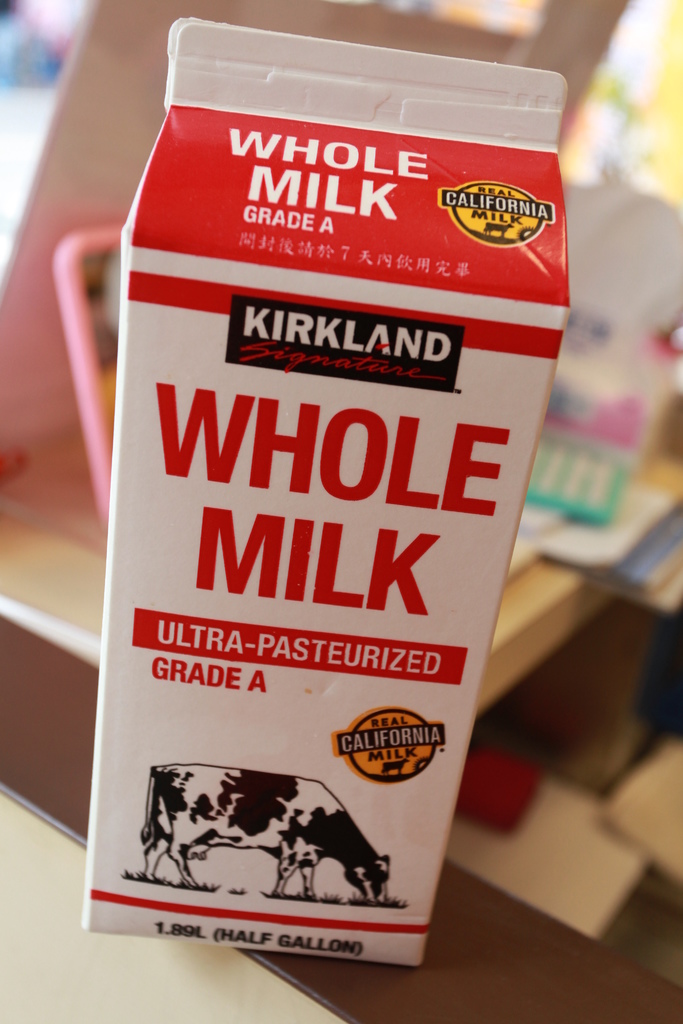 WHOLE
MILK
GRADE A
REAL
CALIFORNIA
MILK
開封後請於 7 天內飲用完畢
KIRKLAND
Signature
WHOLE
MILK
ULTRA-PASTEURIZED
GRADE A
REAL
CALIFORNIA
MILK
1.89L (HALF GALLON)